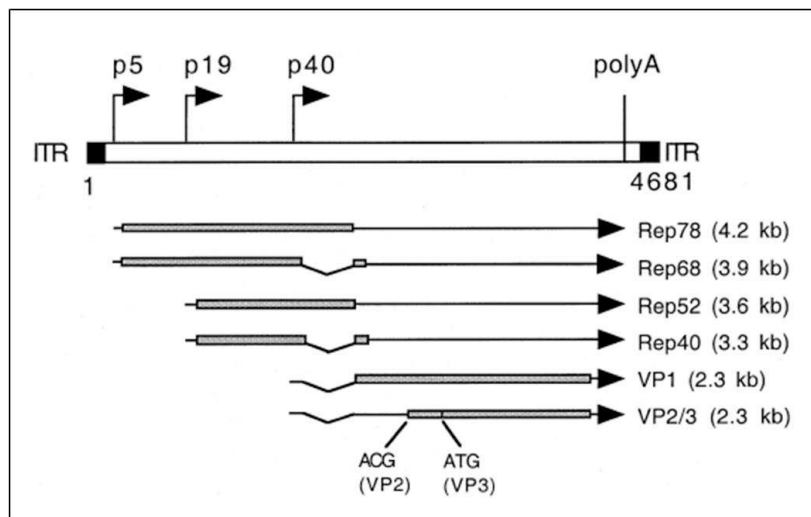 p5 p19 p40 polyA
ITR ITR
1 4681
Rep78 (4.2 kb)
Rep68 (3.9 kb)
Rep52 (3.6 kb)
Rep40 (3.3 kb)
VP1 (2.3 kb)
VP2/3 (2.3 kb)
ACG ATG
(VP2) (VP3)